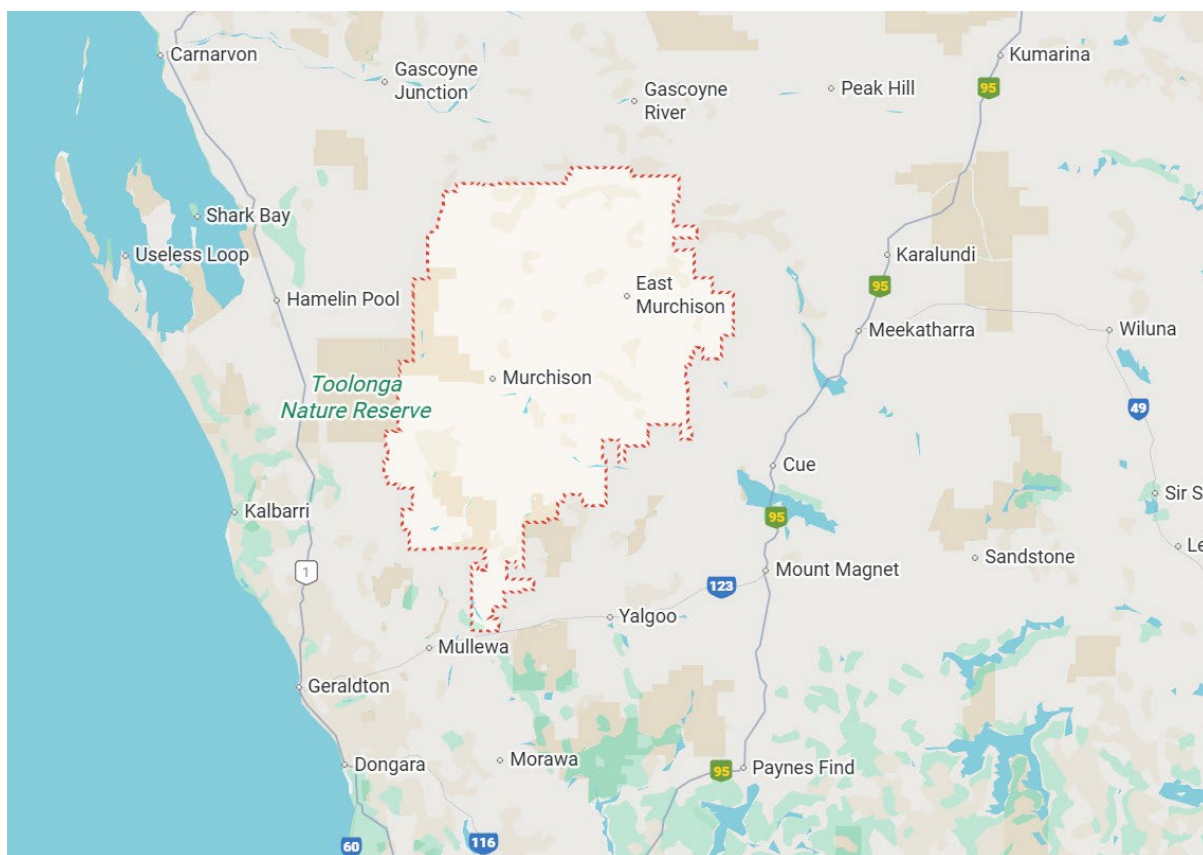 Carnarvon
Kumarina
Gascoyne
Junction
Gascoyne
River
Peak Hill
95
Shark Bay
Useless Loop
Karalundi
East
Murchison
95
Hamelin Pool
Meekatharra
Wiluna
Toolonga
Nature Reserve
Murchison
49
Cue
Sir S
Kalbarri
95
Le
Sandstone
1
Mount Magnet
123
Yalgoo
Mullewa
Geraldton
Dongara
Morawa
95
Paynes Find
60
116